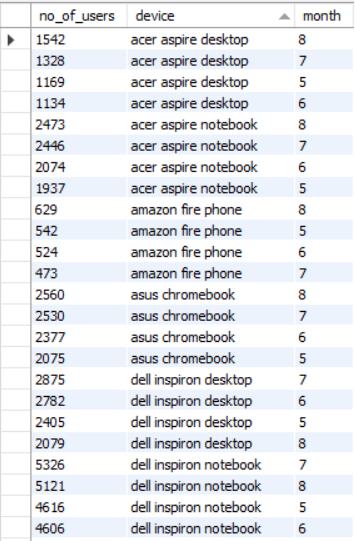 no_of_users device month
1542 acer aspire desktop 8
1328 acer aspire desktop 7
1169 acer aspire desktop 5
1134 acer aspire desktop 6
2473 acer aspire notebook 8
2446 acer aspire notebook 7
2074 acer aspire notebook 6
1937 acer aspire notebook 5
629 amazon fire phone 8
542 amazon fire phone 5
524 amazon fire phone 6
473 amazon fire phone 7
2560 asus chromebook 8
2530 asus chromebook 7
2377 asus chromebook 6
2075 asus chromebook 5
2875 dell inspiron desktop 7
2782 dell inspiron desktop 6
2405 dell inspiron desktop 5
2079 dell inspiron desktop 8
5326 dell inspiron notebook 7
5121 dell inspiron notebook 8
4616 dell inspiron notebook 5
4606 dell inspiron notebook 6